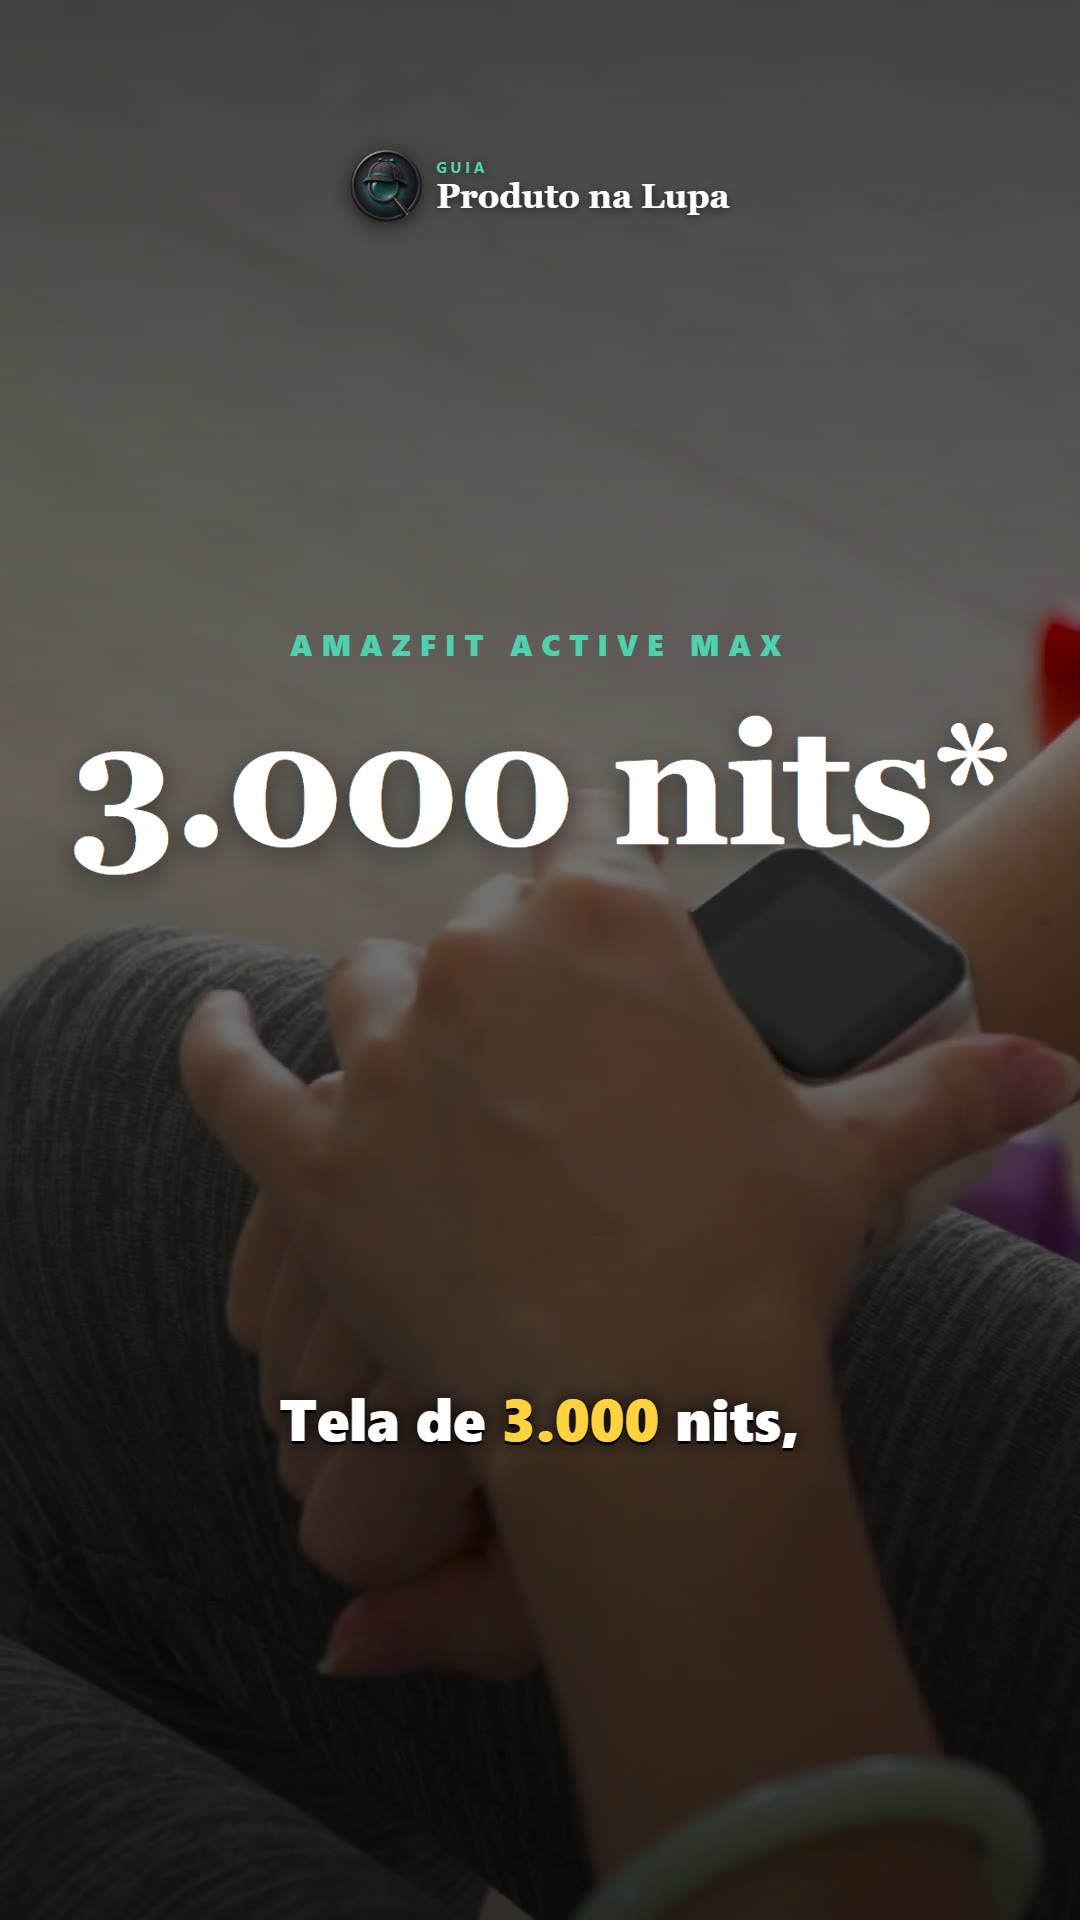 GUIA
Produto na Lupa
AMAZFIT ACTIVE MAX
3.000 nits*
Tela de 3.000 nits,